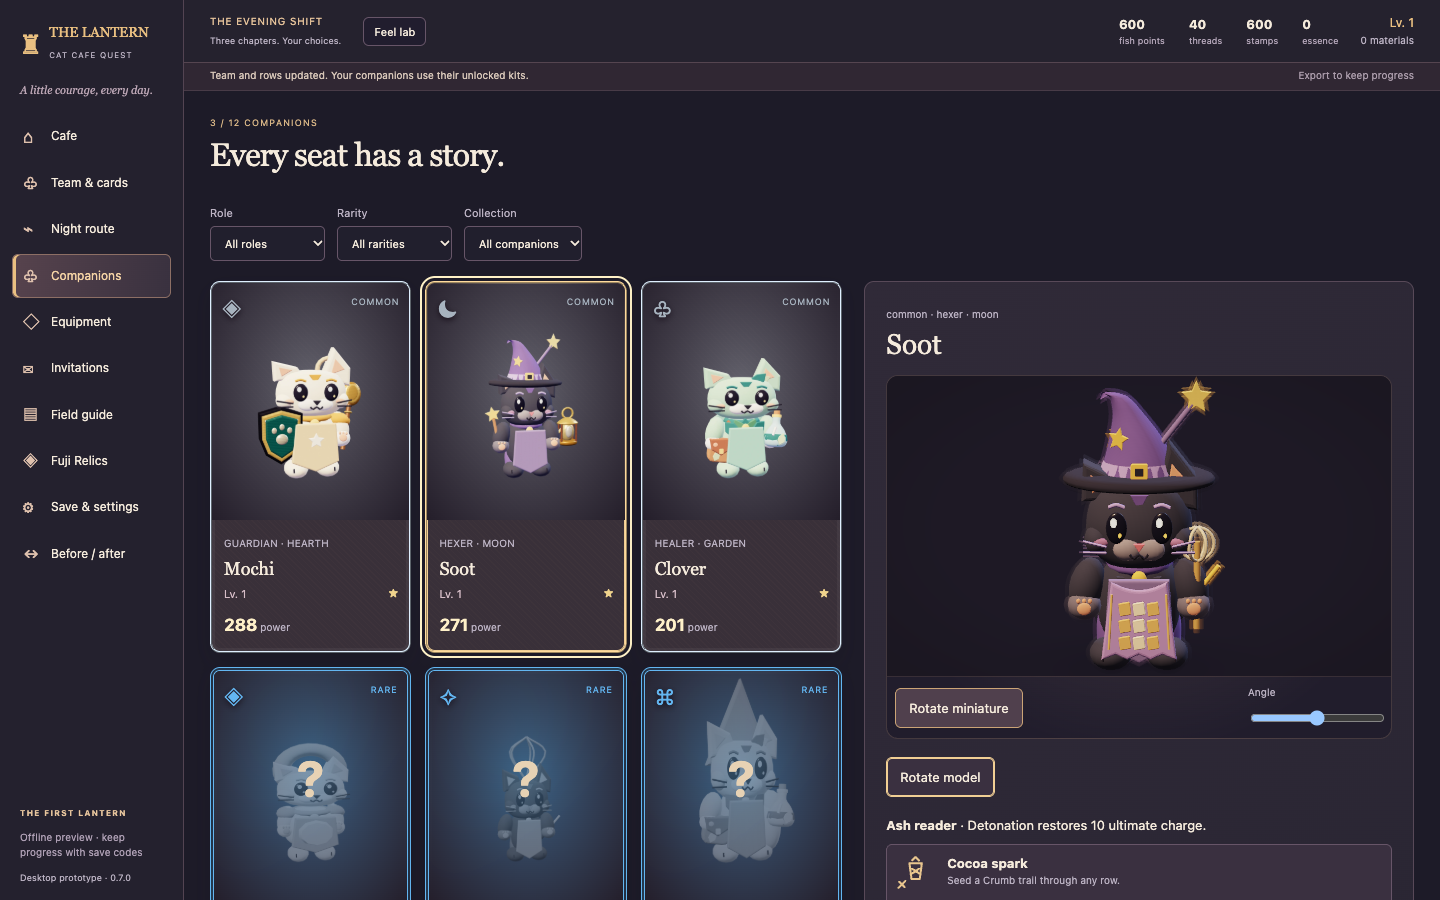 THE LANTERN
CAT CAFE QUEST
A little courage, every day.
Cafe
Team & cards
Night route
Companions
Equipment
Invitations
Field guide
Fuji Relics
Save & settings
Before / after
THE FIRST LANTERN
Offline preview · keep
progress with save codes
Desktop prototype · 0.7.0
THE EVENING SHIFT
Three chapters. Your choices.
Feel lab
600 fish points
40 threads
600 stamps
0 essence
Lv. 1
0 materials
Team and rows updated. Your companions use their unlocked kits.
Export to keep progress
3 / 12 COMPANIONS
Every seat has a story.
Role
All roles
Rarity
All rarities
Collection
All companions
COMMON
GUARDIAN · HEARTH
Mochi
Lv. 1
288 power
COMMON
HEXER · MOON
Soot
Lv. 1
271 power
COMMON
HEALER · GARDEN
Clover
Lv. 1
201 power
RARE
?
RARE
?
RARE
?
common · hexer · moon
Soot
Rotate miniature
Angle
Rotate model
Ash reader · Detonation restores 10 ultimate charge.
Cocoa spark
Seed a Crumb trail through any row.